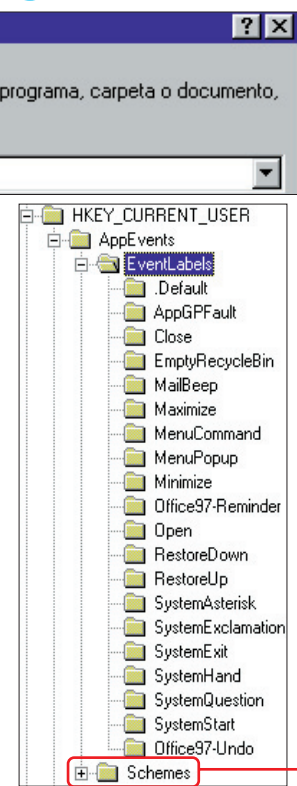 programa, carpeta o documento,
HKEY_CURRENT_USER
AppEvents
EventLabels
.Default
AppGPFault
Close
EmptyRecycleBin
MailBeep
Maximize
MenuCommand
MenuPopup
Minimize
Office97-Reminder
Open
RestoreDown
RestoreUp
SystemAsterisk
SystemExclamation
SystemExit
SystemHand
SystemQuestion
SystemStart
Office97-Undo
Schemes